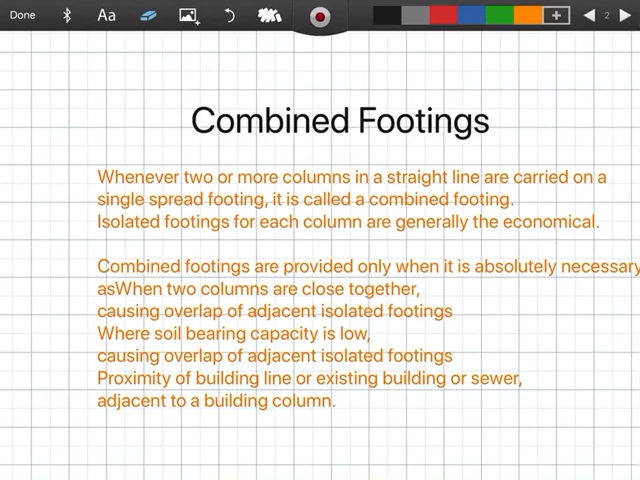 Done
Aa
2
Combined Footings
Whenever two or more columns in a straight line are carried on a
single spread footing, it is called a combined footing.
Isolated footings for each column are generally the economical.
Combined footings are provided only when it is absolutely necessary
asWhen two columns are close together,
causing overlap of adjacent isolated footings
Where soil bearing capacity is low,
causing overlap of adjacent isolated footings
Proximity of building line or existing building or sewer,
adjacent to a building column.